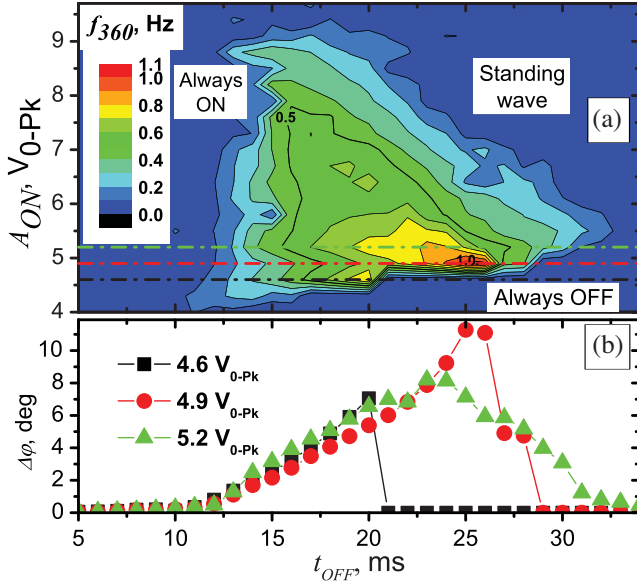 f360, Hz
1.1
1.0
0.8
0.6
0.4
0.2
0.0
Always
ON
Standing
wave
(a)
0.5
1.0
Always OFF
9
8
7
6
5
4
AON, V0-Pk
(b)
4.6 V0-Pk
4.9 V0-Pk
5.2 V0-Pk
10
8
6
4
2
0
Δφ, deg
5 10 15 20 25 30
tOFF, ms